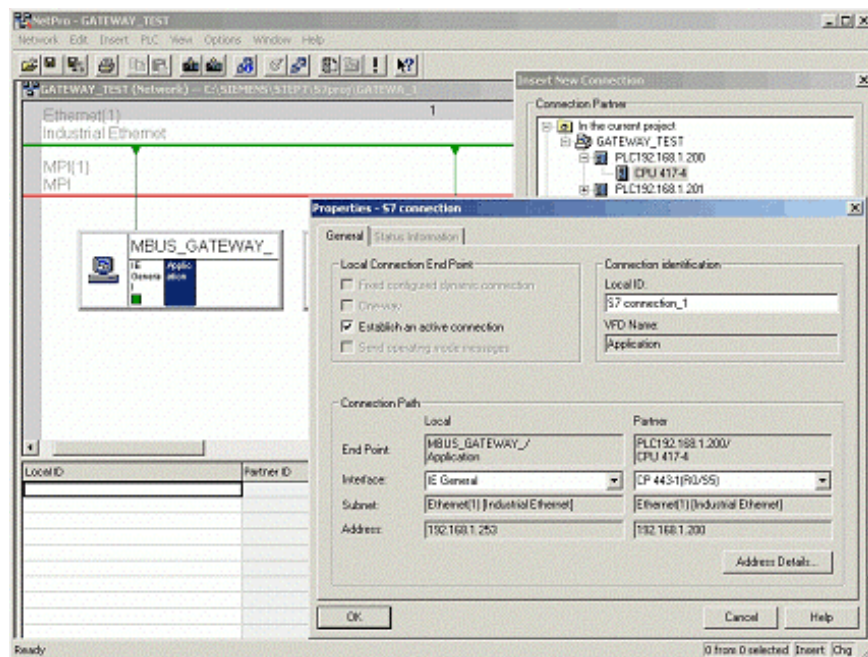 NetPro - GATEWAY_TEST
Network Edit Insert PLC View Options Window Help
GATEWAY_TEST (Network) -- C:\SIEMENS\STEP7\S7proj\GATEWA_1
Ethernet(1)
Industrial Ethernet
1
MPI(1)
MPI
MBUS_GATEWAY_
IE
General
Application
Local ID
Partner ID
Ready
0 from 0 selected Insert Chg
Insert New Connection
Connection Partner
In the current project
GATEWAY_TEST
PLC192.168.1.200
CPU 417-4
PLC192.168.1.201
Properties - S7 connection
General Status Information
Local Connection End Point
Fixed configured dynamic connection
One-way
Establish an active connection
Send operating mode messages
Connection identification
Local ID:
S7 connection_1
VFD Name:
Application
Connection Path
Local Partner
End Point:
MBUS_GATEWAY_/
Application
PLC192.168.1.200/
CPU 417-4
Interface: IE General CP 443-1(R0/S5)
Subnet: Ethernet(1) [Industrial Ethernet] Ethernet(1) [Industrial Ethernet]
Address: 192.168.1.253 192.168.1.200
Address Details...
OK Cancel Help